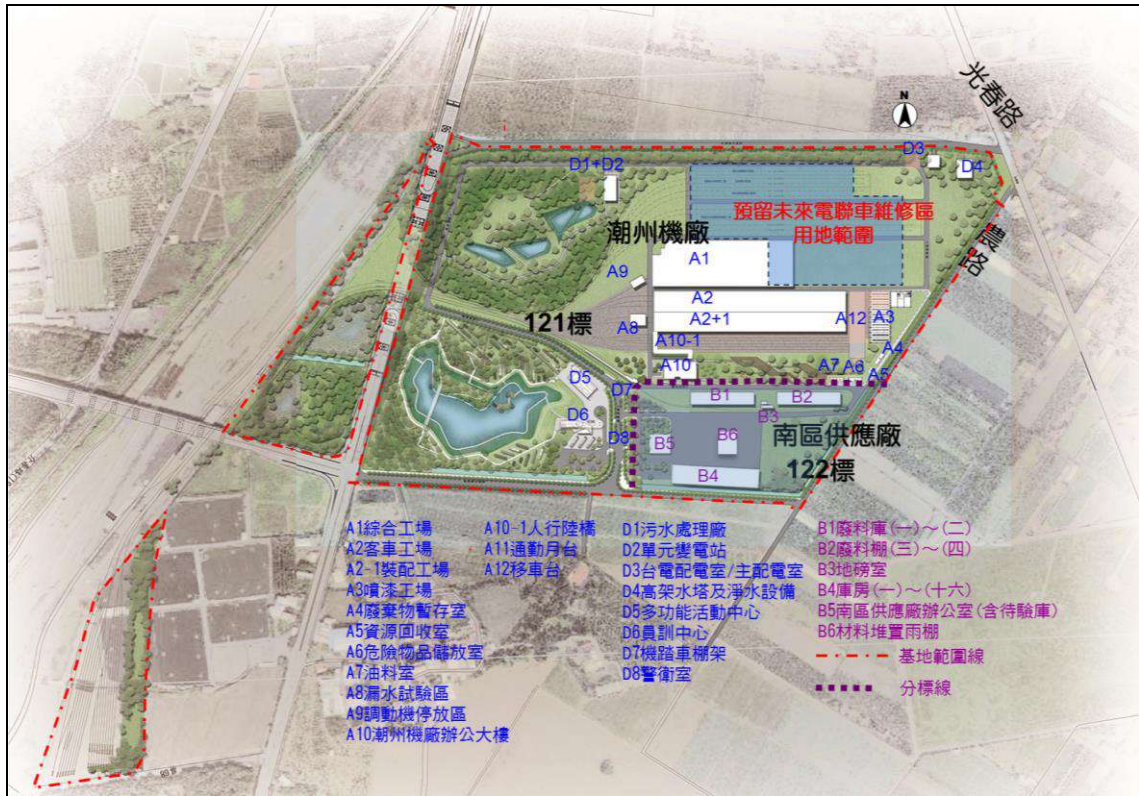 N
光春路
D3
D4
D1+D2
預留未來電聯車維修區
用地範圍
農路
潮州機廠
A1
A9
A2
A2+1
A12
A3
121標
A8
A10-1
A4
A10
A7
A6
A5
D5
D7
B1
B2
D6
B3
D8
B5
B6
南區供應廠
B4
122標
A1綜合工場
A2客車工場
A2-1裝配工場
A3噴漆工場
A4廢棄物暫存室
A5資源回收室
A6危險物品儲放室
A7油料室
A8漏水試驗區
A9調動機停放區
A10潮州機廠辦公大樓
A10-1人行陸橋
A11通勤月台
A12移車台
D1污水處理廠
D2單元變電站
D3台電配電室/主配電室
D4高架水塔及淨水設備
D5多功能活動中心
D6員訓中心
D7機踏車棚架
D8警衛室
B1廢料庫(一)～(二)
B2廢料棚(三)～(四)
B3地磅室
B4庫房(一)～(十六)
B5南區供應廠辦公室(含待驗庫)
B6材料堆置雨棚
基地範圍線
分標線